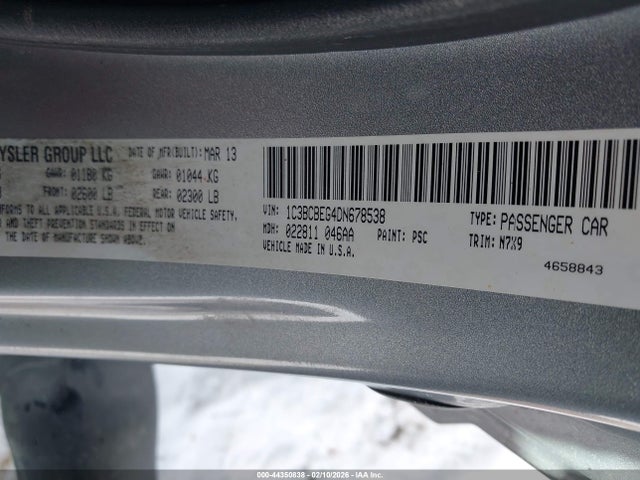 YSLER GROUP LLC DATE OF MFR(BUILT): MAR 13
GAWR: 01180 KG GAWR: 01044 KG
FRONT: 02600 LB REAR: 02300 LB
FORMS TO APPLICABLE U.S.A. FEDERAL MOTOR VEHICLE SAFETY,
AND THEFT PREVENTION STANDARDS IN EFFECT ON
THE DATE OF MANUFACTURE SHOWN ABOVE.
VIN: 1C3BCBEG4DN678538 TYPE: PASSENGER CAR
MDH: 022811 046AA PAINT: PSC TRIM: N7X9
VEHICLE MADE IN U.S.A. 4658843
000-44350838 - 02/10/2026 - IAA Inc.